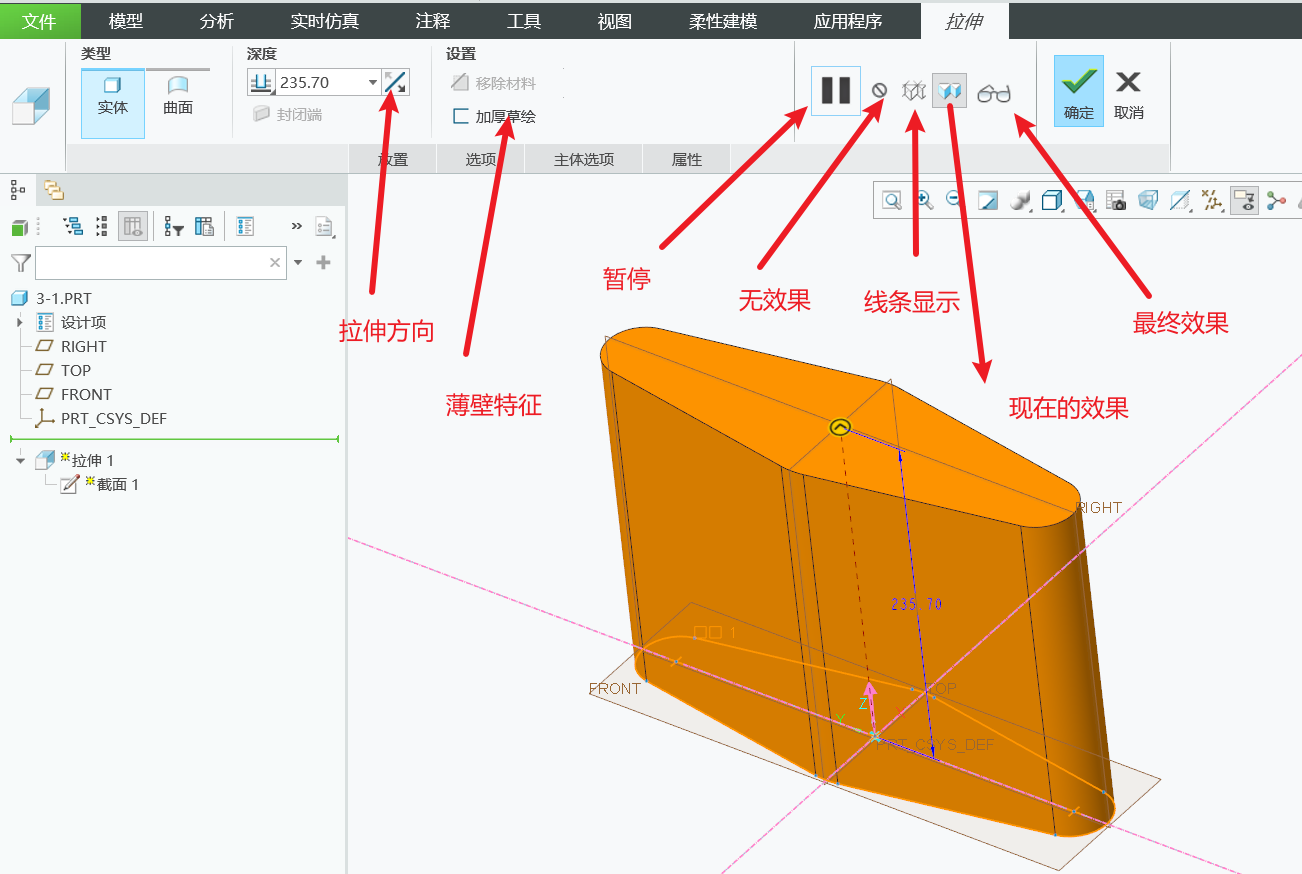 文件 模型 分析 实时仿真 注释 工具 视图 柔性建模 应用程序 拉伸
类型 深度 设置
实体 曲面 235.70 移除材料
封闭端 加厚草绘
确定 取消
放置 选项 主体选项 属性
3-1.PRT
设计项
RIGHT
TOP
FRONT
PRT_CSYS_DEF
拉伸 1
截面 1
拉伸方向
薄壁特征
暂停
无效果
线条显示
现在的效果
最终效果
RIGHT
235.70
□□ 1
FRONT
TOP
Z
Y
X
PRT_CSYS_DEF